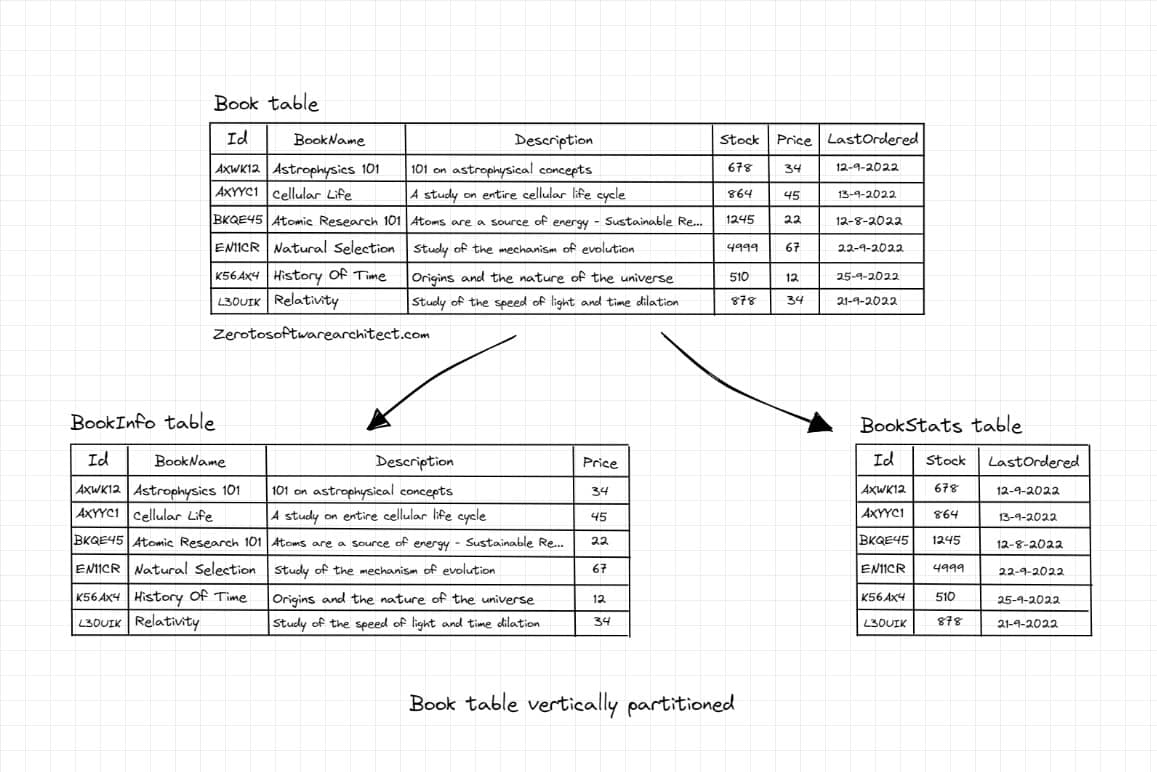 Book table
Id BookName Description Stock Price LastOrdered
AXWK12 Astrophysics 101 101 on astrophysical concepts 678 34 12-9-2022
AXYYC1 Cellular Life A study on entire cellular life cycle 864 45 13-9-2022
BKQE45 Atomic Research 101 Atoms are a source of energy - Sustainable Re... 1245 22 12-8-2022
EN11CR Natural Selection Study of the mechanism of evolution 4999 67 22-9-2022
K56AX4 History Of Time Origins and the nature of the universe 510 12 25-9-2022
L30UIK Relativity Study of the speed of light and time dilation 878 34 21-9-2022
Zerotosoftwarearchitect.com
BookInfo table
Id BookName Description Price
AXWK12 Astrophysics 101 101 on astrophysical concepts 34
AXYYC1 Cellular Life A study on entire cellular life cycle 45
BKQE45 Atomic Research 101 Atoms are a source of energy - Sustainable Re... 22
EN11CR Natural Selection Study of the mechanism of evolution 67
K56AX4 History Of Time Origins and the nature of the universe 12
L30UIK Relativity Study of the speed of light and time dilation 34
BookStats table
Id Stock LastOrdered
AXWK12 678 12-9-2022
AXYYC1 864 13-9-2022
BKQE45 1245 12-8-2022
EN11CR 4999 22-9-2022
K56AX4 510 25-9-2022
L30UIK 878 21-9-2022
Book table vertically partitioned